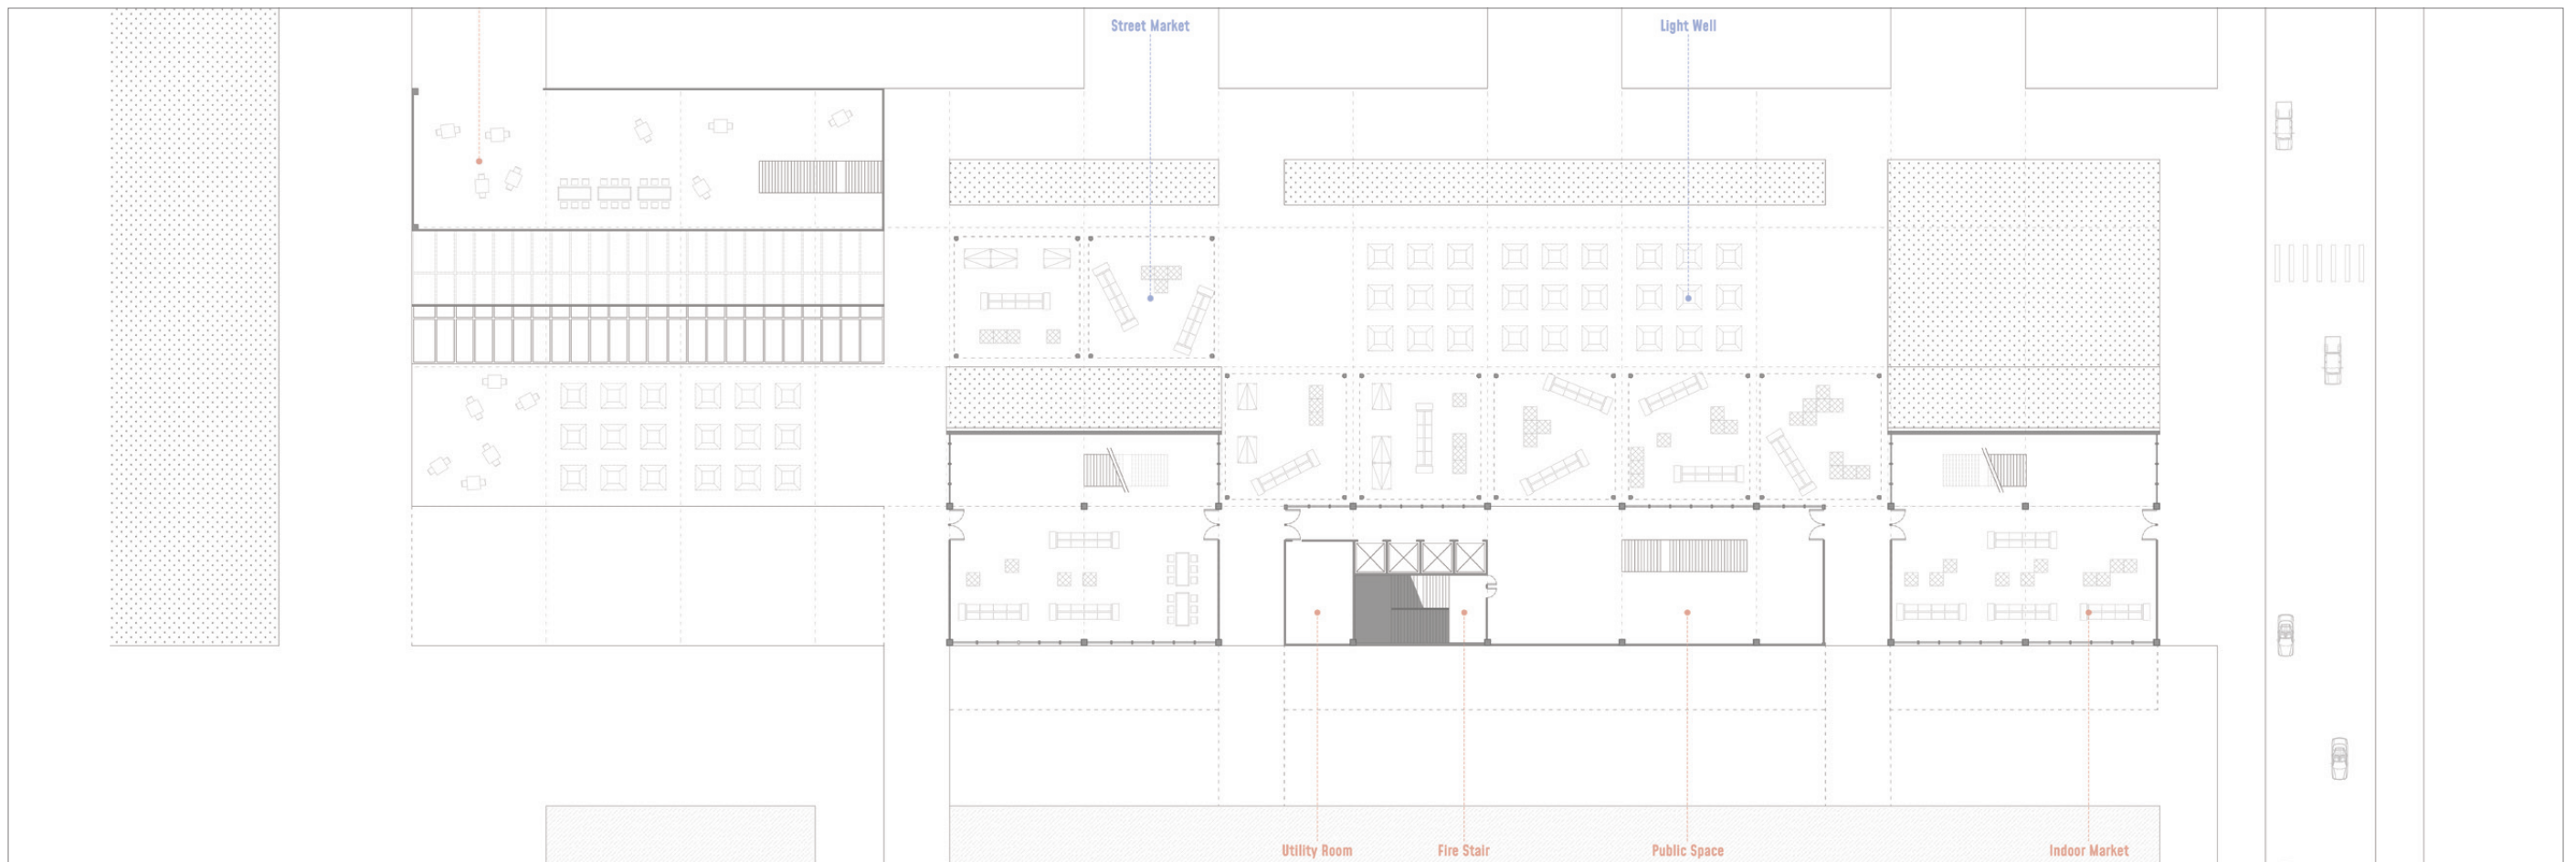 Street Market
Light Well
Utility Room
Fire Stair
Public Space
Indoor Market